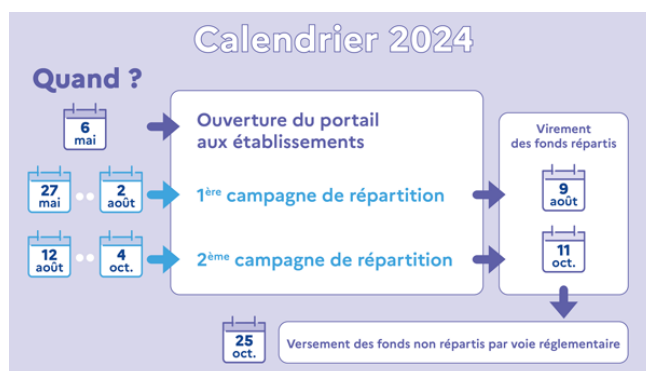 Calendrier 2024
Quand ?
6
mai
Ouverture du portail
aux établissements
Virement
des fonds répartis
27
mai
2
août
1ère campagne de répartition
9
août
12
août
4
oct.
2ème campagne de répartition
11
oct.
25
oct.
Versement des fonds non répartis par voie réglementaire